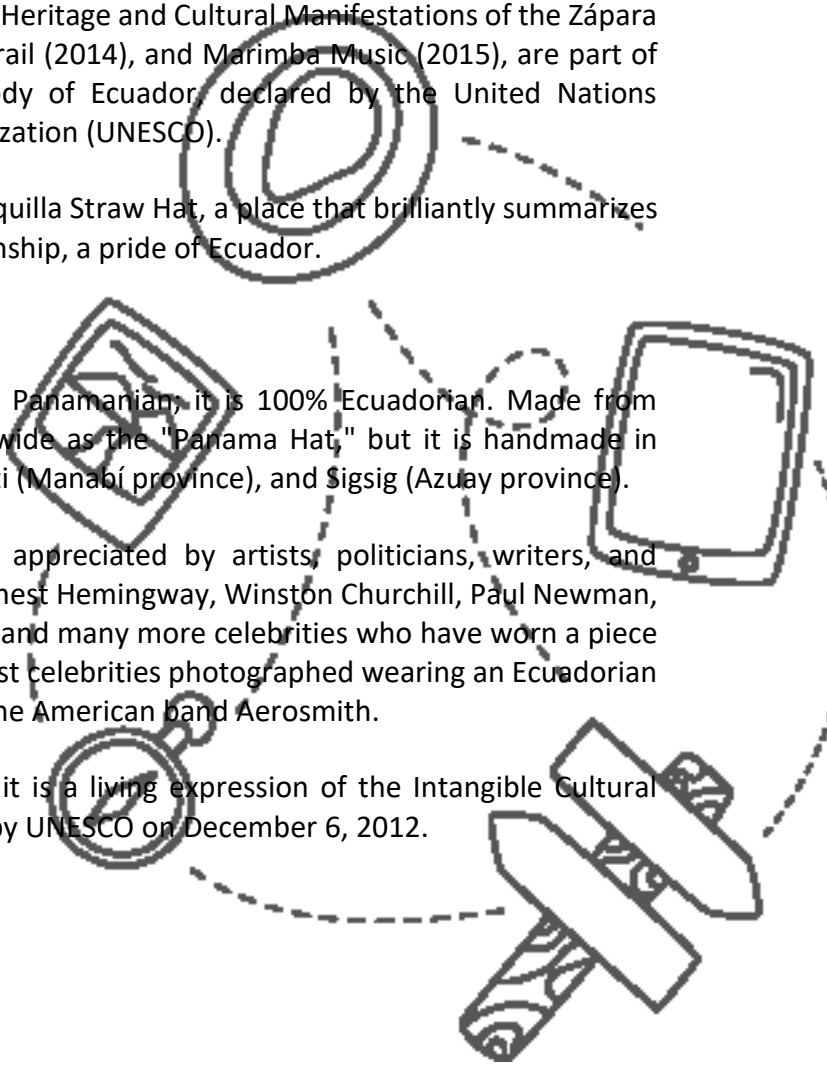 Heritage and Cultural Manifestations of the Zápara
rail (2014), and Marimba Music (2015), are part of
dy of Ecuador, declared by the United Nations
zation (UNESCO).
quilla Straw Hat, a place that brilliantly summarizes
nship, a pride of Ecuador.
Panamanian; it is 100% Ecuadorian. Made from
wide as the "Panama Hat," but it is handmade in
ti (Manabí province), and Sigsig (Azuay province).
appreciated by artists, politicians, writers, and
nest Hemingway, Winston Churchill, Paul Newman,
and many more celebrities who have worn a piece
st celebrities photographed wearing an Ecuadorian
ne American band Aerosmith.
it is a living expression of the Intangible Cultural
by UNESCO on December 6, 2012.